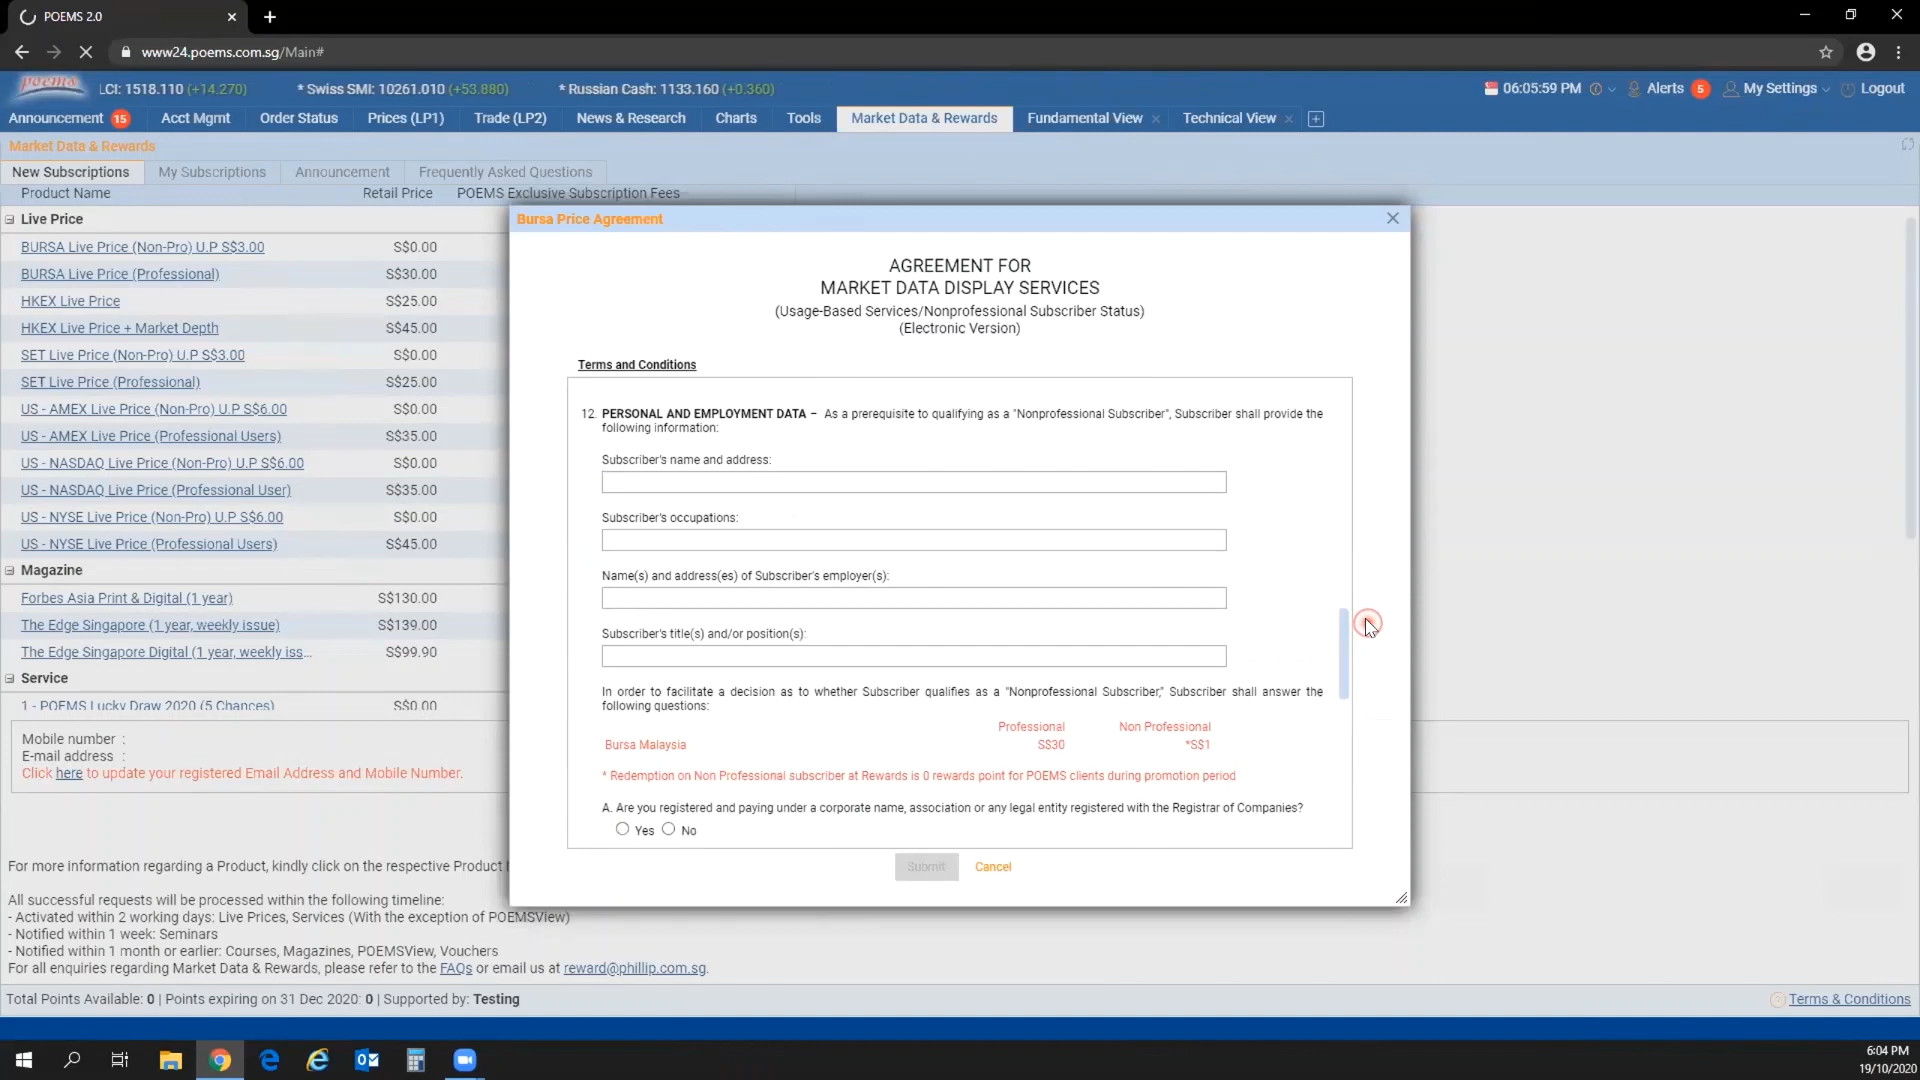 POEMS 2.0
www24.poems.com.sg/Main#
poems
LCI: 1518.110 (+14.270) * Swiss SMI: 10261.010 (+53.880) * Russian Cash: 1133.160 (+0.360)
06:05:59 PM Alerts 5 My Settings Logout
Announcement 15 Acct Mgmt Order Status Prices (LP1) Trade (LP2) News & Research Charts Tools Market Data & Rewards Fundamental View Technical View
Market Data & Rewards
New Subscriptions My Subscriptions Announcement Frequently Asked Questions
Product Name Retail Price POEMS Exclusive Subscription Fees
Live Price
BURSA Live Price (Non-Pro) U.P S$3.00 S$0.00
BURSA Live Price (Professional) S$30.00
HKEX Live Price S$25.00
HKEX Live Price + Market Depth S$45.00
SET Live Price (Non-Pro) U.P S$3.00 S$0.00
SET Live Price (Professional) S$25.00
US - AMEX Live Price (Non-Pro) U.P S$6.00 S$0.00
US - AMEX Live Price (Professional Users) S$35.00
US - NASDAQ Live Price (Non-Pro) U.P S$6.00 S$0.00
US - NASDAQ Live Price (Professional User) S$35.00
US - NYSE Live Price (Non-Pro) U.P S$6.00 S$0.00
US - NYSE Live Price (Professional Users) S$45.00
Magazine
Forbes Asia Print & Digital (1 year) S$130.00
The Edge Singapore (1 year, weekly issue) S$139.00
The Edge Singapore Digital (1 year, weekly iss... S$99.90
Service
1 - POEMS Lucky Draw 2020 (5 Chances) S$0.00
Mobile number :
E-mail address :
Click here to update your registered Email Address and Mobile Number.
For more information regarding a Product, kindly click on the respective Product
All successful requests will be processed within the following timeline:
- Activated within 2 working days: Live Prices, Services (With the exception of POEMSView)
- Notified within 1 week: Seminars
- Notified within 1 month or earlier: Courses, Magazines, POEMSView, Vouchers
For all enquiries regarding Market Data & Rewards, please refer to the FAQs or email us at reward@phillip.com.sg.
Total Points Available: 0 | Points expiring on 31 Dec 2020: 0 | Supported by: Testing
Terms & Conditions
Bursa Price Agreement
AGREEMENT FOR
MARKET DATA DISPLAY SERVICES
(Usage-Based Services/Nonprofessional Subscriber Status)
(Electronic Version)
Terms and Conditions
12. PERSONAL AND EMPLOYMENT DATA – As a prerequisite to qualifying as a "Nonprofessional Subscriber", Subscriber shall provide the
following information:
Subscriber's name and address:
Subscriber's occupations:
Name(s) and address(es) of Subscriber's employer(s):
Subscriber's title(s) and/or position(s):
In order to facilitate a decision as to whether Subscriber qualifies as a "Nonprofessional Subscriber," Subscriber shall answer the
following questions:
Professional Non Professional
Bursa Malaysia S$30 *S$1
* Redemption on Non Professional subscriber at Rewards is 0 rewards point for POEMS clients during promotion period
A. Are you registered and paying under a corporate name, association or any legal entity registered with the Registrar of Companies?
Yes No
Submit Cancel
6:04 PM
19/10/2020